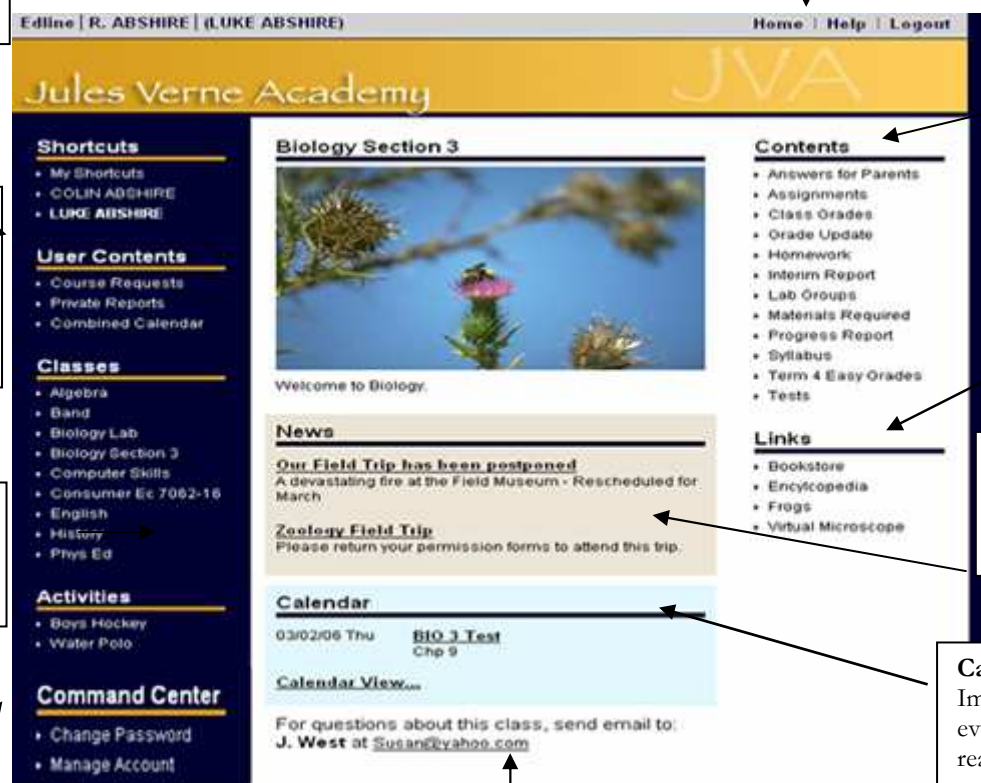 Edline | R. ABSHIRE | (LUKE ABSHIRE)
Home | Help | Logout
Jules Verne Academy
JVA
Shortcuts
• My Shortcuts
• COLIN ABSHIRE
• LUKE ABSHIRE
User Contents
• Course Requests
• Private Reports
• Combined Calendar
Classes
• Algebra
• Band
• Biology Lab
• Biology Section 3
• Computer Skills
• Consumer Ec 7062-16
• English
• History
• Phys Ed
Activities
• Boys Hockey
• Water Polo
Command Center
• Change Password
• Manage Account
Biology Section 3
Welcome to Biology.
News
Our Field Trip has been postponed
A devastating fire at the Field Museum - Rescheduled for
March
Zoology Field Trip
Please return your permission forms to attend this trip.
Calendar
03/02/06 Thu BIO 3 Test
Chp 9
Calendar View...
For questions about this class, send email to:
J. West at Susan@yahoo.com
Contents
• Answers for Parents
• Assignments
• Class Grades
• Grade Update
• Homework
• Interim Report
• Lab Groups
• Materials Required
• Progress Report
• Syllabus
• Term 4 Easy Grades
• Tests
Links
• Bookstore
• Encylcopedia
• Frogs
• Virtual Microscope